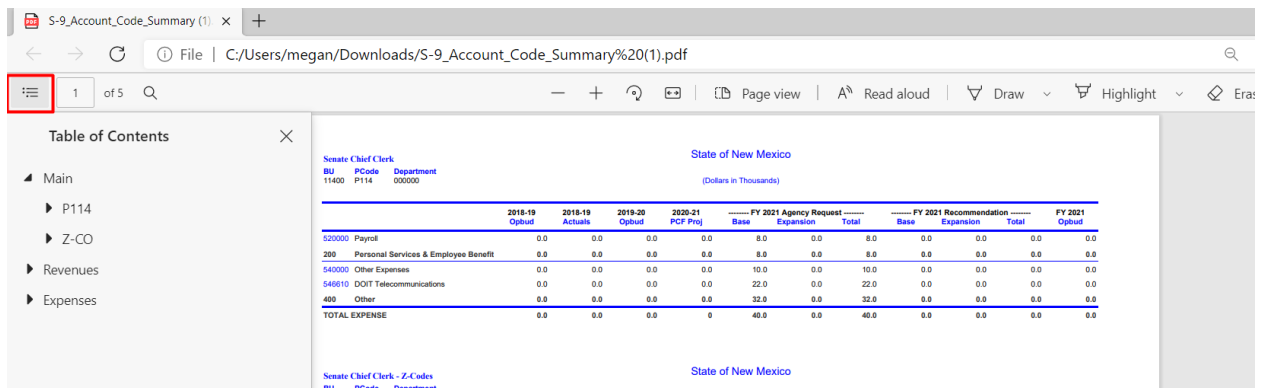 S-9_Account_Code_Summary (1)
File | C:/Users/megan/Downloads/S-9_Account_Code_Summary%20(1).pdf
1 of 5 Page view Read aloud Draw Highlight Eras
Table of Contents
Main
P114
Z-CO
Revenues
Expenses
Senate Chief Clerk State of New Mexico
BU PCode Department
11400 P114 000000 (Dollars in Thousands)
2018-19 2018-19 2019-20 2020-21 -------- FY 2021 Agency Request -------- -------- FY 2021 Recommendation -------- FY 2021
Opbud Actuals Opbud PCF Proj Base Expansion Total Base Expansion Total Opbud
520000 Payroll 0.0 0.0 0.0 0.0 8.0 0.0 8.0 0.0 0.0 0.0 0.0
200 Personal Services & Employee Benefit 0.0 0.0 0.0 0.0 8.0 0.0 8.0 0.0 0.0 0.0 0.0
540000 Other Expenses 0.0 0.0 0.0 0.0 10.0 0.0 10.0 0.0 0.0 0.0 0.0
546610 DOIT Telecommunications 0.0 0.0 0.0 0.0 22.0 0.0 22.0 0.0 0.0 0.0 0.0
400 Other 0.0 0.0 0.0 0.0 32.0 0.0 32.0 0.0 0.0 0.0 0.0
TOTAL EXPENSE 0.0 0.0 0.0 0 40.0 0.0 40.0 0.0 0.0 0.0 0.0
Senate Chief Clerk - Z-Codes State of New Mexico
BU PCode Department